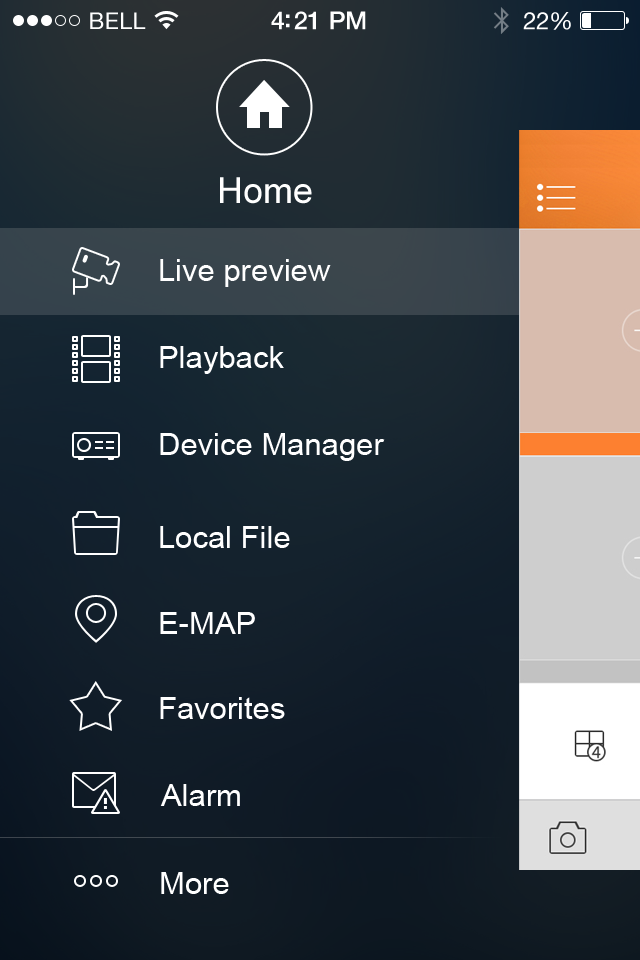 BELL 4:21 PM 22%
Home
Live preview
Playback
Device Manager
Local File
E-MAP
Favorites
4
Alarm
More